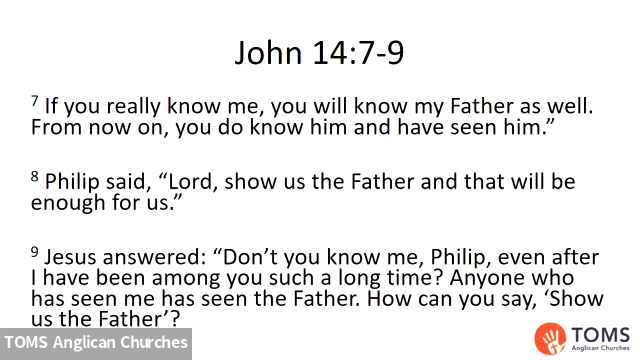 John 14:7-9
7 If you really know me, you will know my Father as well.
From now on, you do know him and have seen him.”
8 Philip said, “Lord, show us the Father and that will be
enough for us.”
9 Jesus answered: “Don’t you know me, Philip, even after
I have been among you such a long time? Anyone who
has seen me has seen the Father. How can you say, ‘Show
us the Father’?
TOMS Anglican Churches
TOMS
Anglican Churches